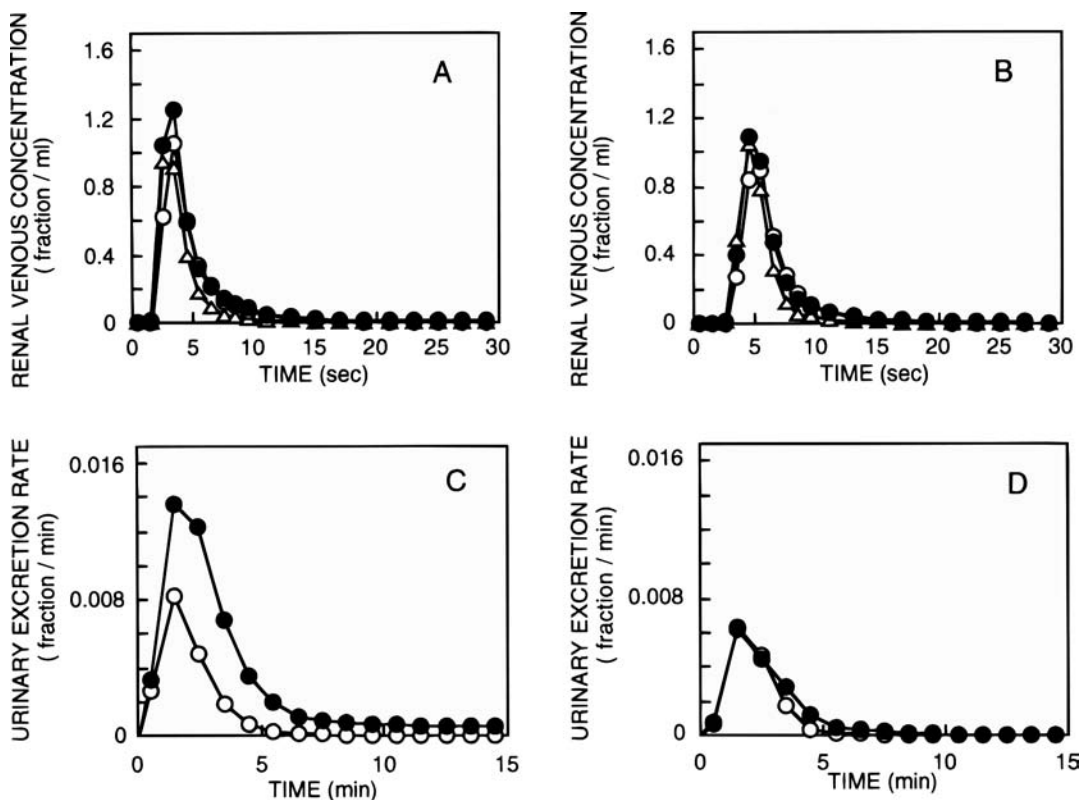 RENAL VENOUS CONCENTRATION
( fraction / ml )
1.6
1.2
0.8
0.4
0
A
0 5 10 15 20 25 30
TIME (sec)
RENAL VENOUS CONCENTRATION
( fraction / ml )
1.6
1.2
0.8
0.4
0
B
0 5 10 15 20 25 30
TIME (sec)
URINARY EXCRETION RATE
( fraction / min )
0.016
0.008
0
C
0 5 10 15
TIME (min)
URINARY EXCRETION RATE
( fraction / min )
0.016
0.008
0
D
0 5 10 15
TIME (min)